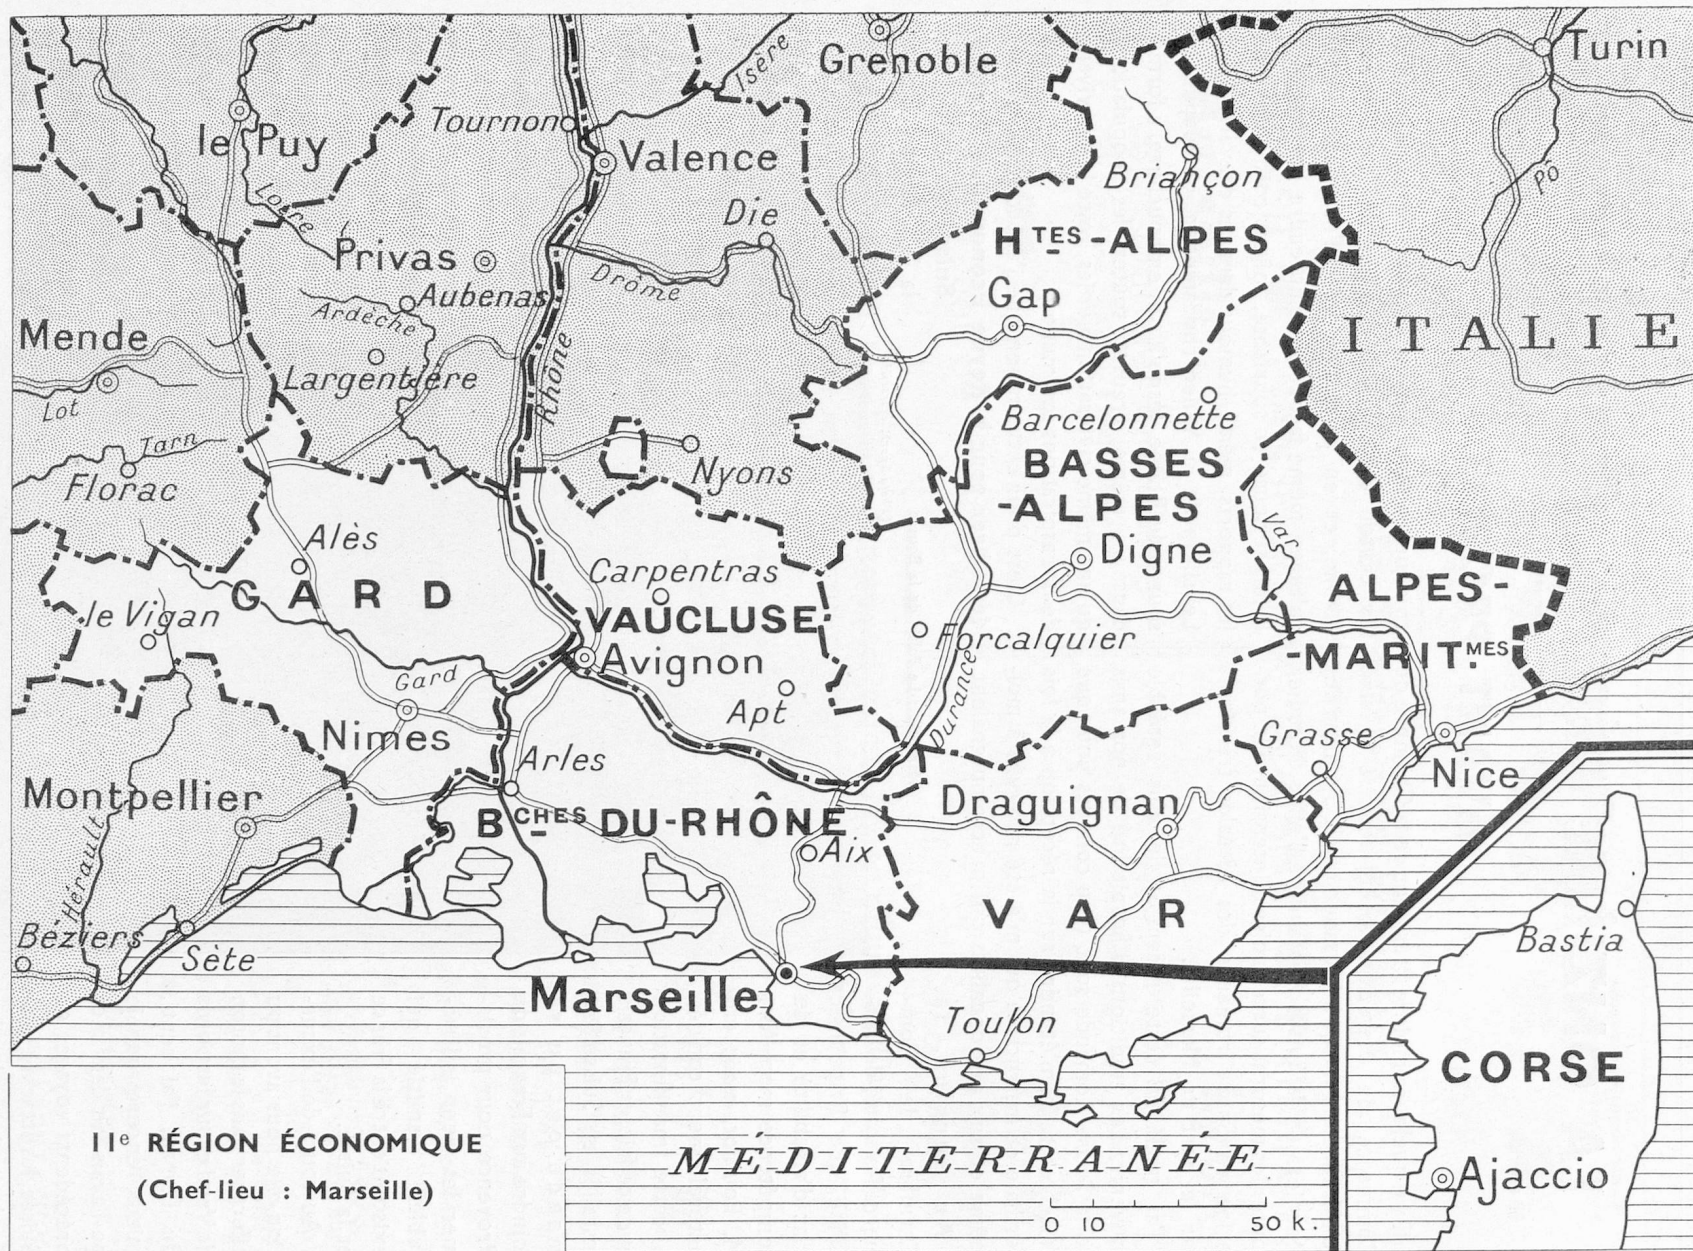 Grenoble
Turin
Isère
Tournon
le Puy
Valence
Briançon
Pô
Loire
Die
Privas
Hᵀᴱˢ-ALPES
Aubenas
Drôme
Ardèche
Gap
Mende
Rhône
ITALIE
Largentière
Lot
Barcelonnette
Tarn
BASSES
Florac
Nyons
-ALPES
Alès
Var
Digne
Carpentras
GARD
ALPES-
le Vigan
VAUCLUSE
Forcalquier
-MARIT.ᴹᴱˢ
Avignon
Gard
Durance
Apt
Nimes
Grasse
Arles
Nice
Montpellier
Draguignan
Bᶜᴴᴱˢ DU-RHÔNE
Aix
Hérault
VAR
Béziers
Sète
Bastia
Marseille
Toulon
CORSE
11e RÉGION ÉCONOMIQUE
(Chef-lieu : Marseille)
MÉDITERRANÉE
Ajaccio
0 10 50 k.